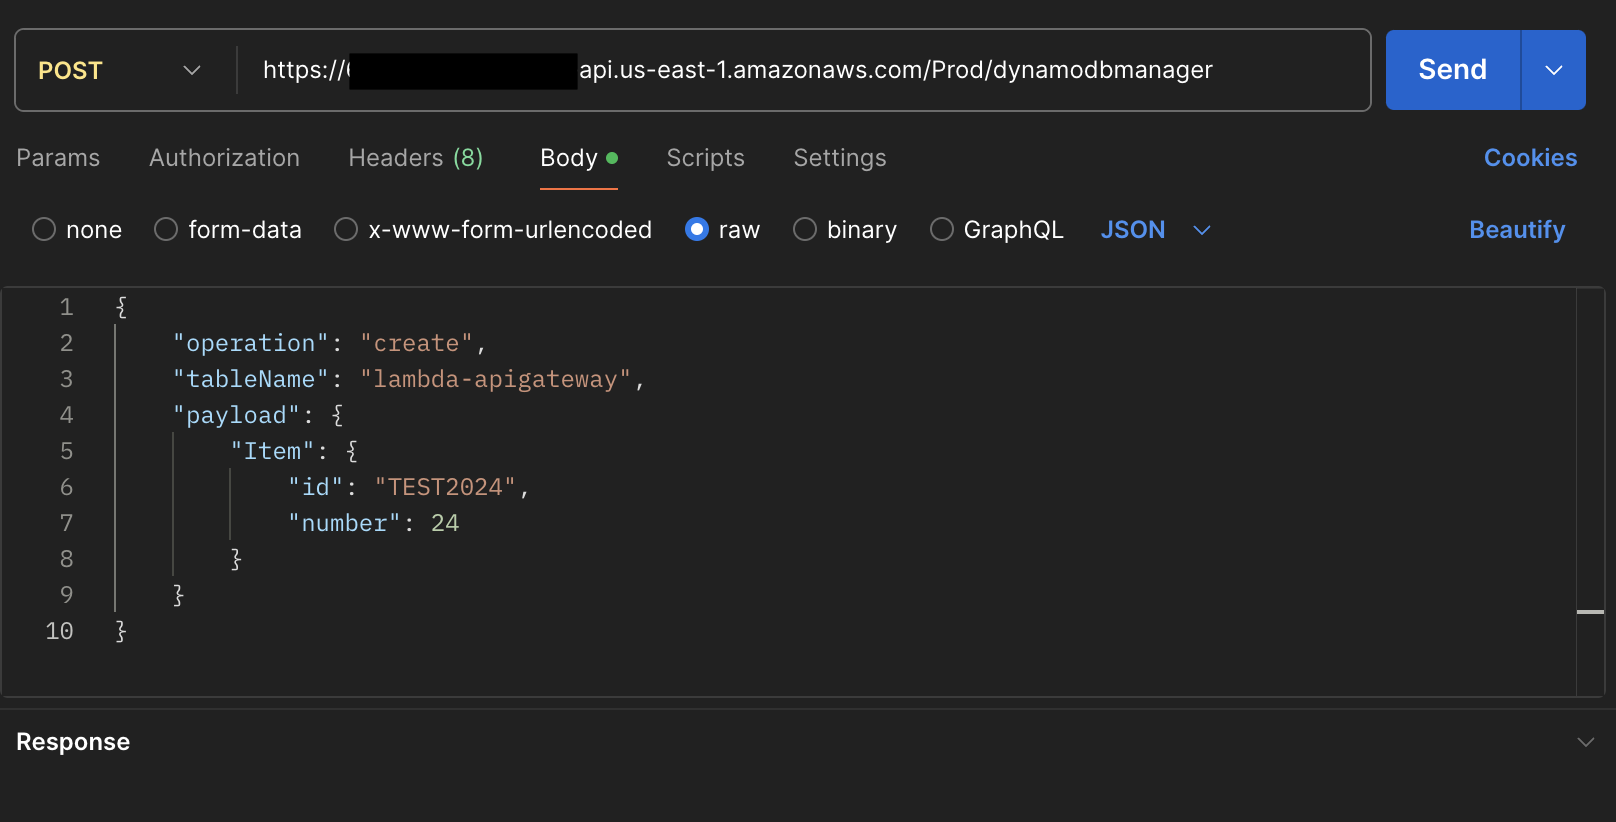 POST https:// api.us-east-1.amazonaws.com/Prod/dynamodbmanager Send
Params Authorization Headers (8) Body Scripts Settings Cookies
none form-data x-www-form-urlencoded raw binary GraphQL JSON Beautify
1 {
2 "operation": "create",
3 "tableName": "lambda-apigateway",
4 "payload": {
5 "Item": {
6 "id": "TEST2024",
7 "number": 24
8 }
9 }
10 }
Response